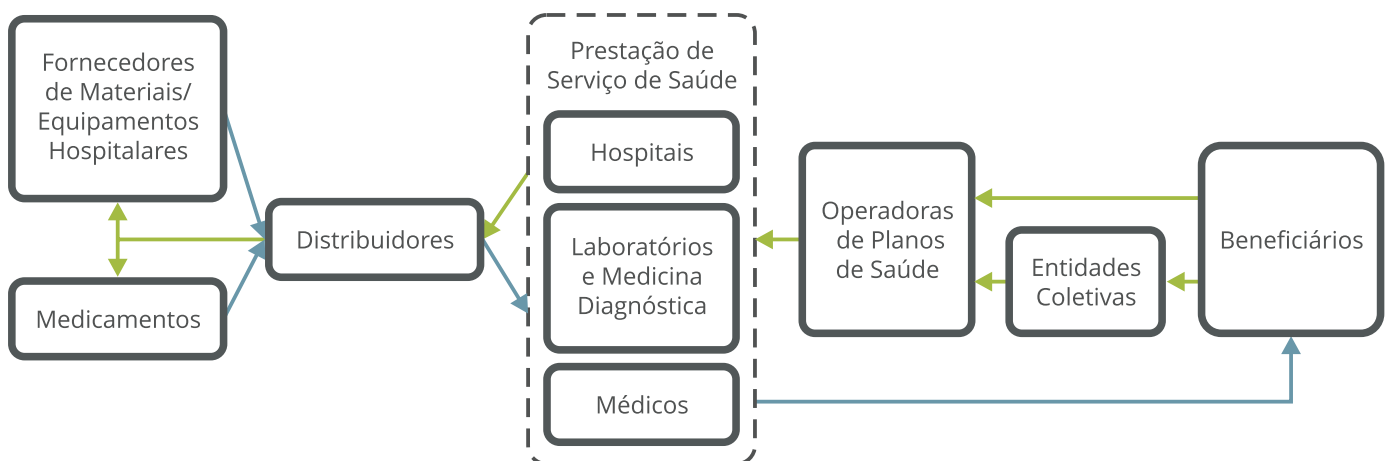 Fornecedores
de Materiais/
Equipamentos
Hospitalares
Medicamentos
Distribuidores
Prestação de
Serviço de Saúde
Hospitais
Laboratórios
e Medicina
Diagnóstica
Médicos
Operadoras
de Planos
de Saúde
Entidades
Coletivas
Beneficiários